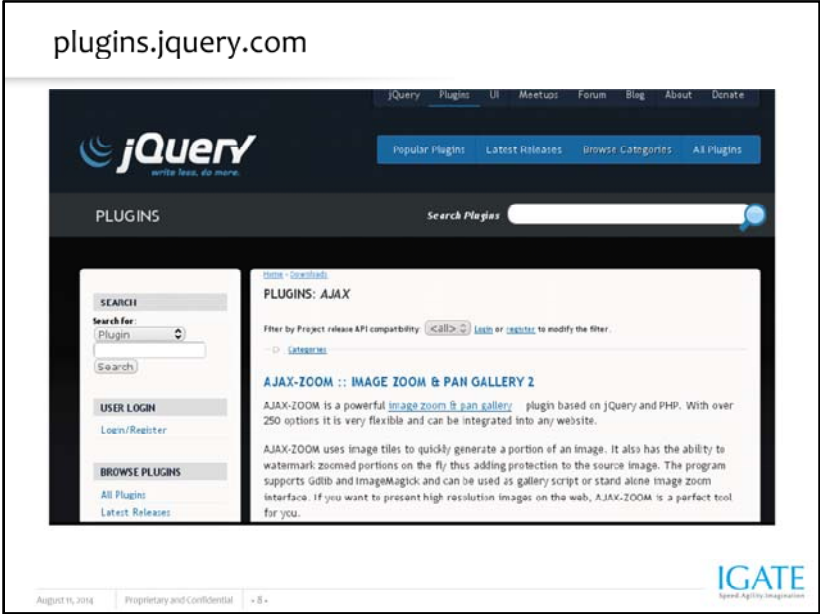 plugins.jquery.com
jQuery Plugins UI Meetups Forum Blog About Donate
jQuery
write less, do more.
Popular Plugins Latest Releases Browse Categories All Plugins
PLUGINS
Search Plugins
SEARCH
Search for:
Plugin
Search
USER LOGIN
Login/Register
BROWSE PLUGINS
All Plugins
Latest Releases
Home » Downloads
PLUGINS: AJAX
Filter by Project release API compatibility: <all> Login or register to modify the filter.
Categories
AJAX-ZOOM :: IMAGE ZOOM & PAN GALLERY 2
AJAX-ZOOM is a powerful image zoom & pan gallery plugin based on jQuery and PHP. With over
250 options it is very flexible and can be integrated into any website.
AJAX-ZOOM uses image tiles to quickly generate a portion of an image. It also has the ability to
watermark zoomed portions on the fly thus adding protection to the source image. The program
supports Gdlib and ImageMagick and can be used as gallery script or stand alone image zoom
interface. If you want to present high resolution images on the web, AJAX-ZOOM is a perfect tool
for you.
August 11, 2014 Proprietary and Confidential - 8 -
IGATE
Speed.Agility.Imagination